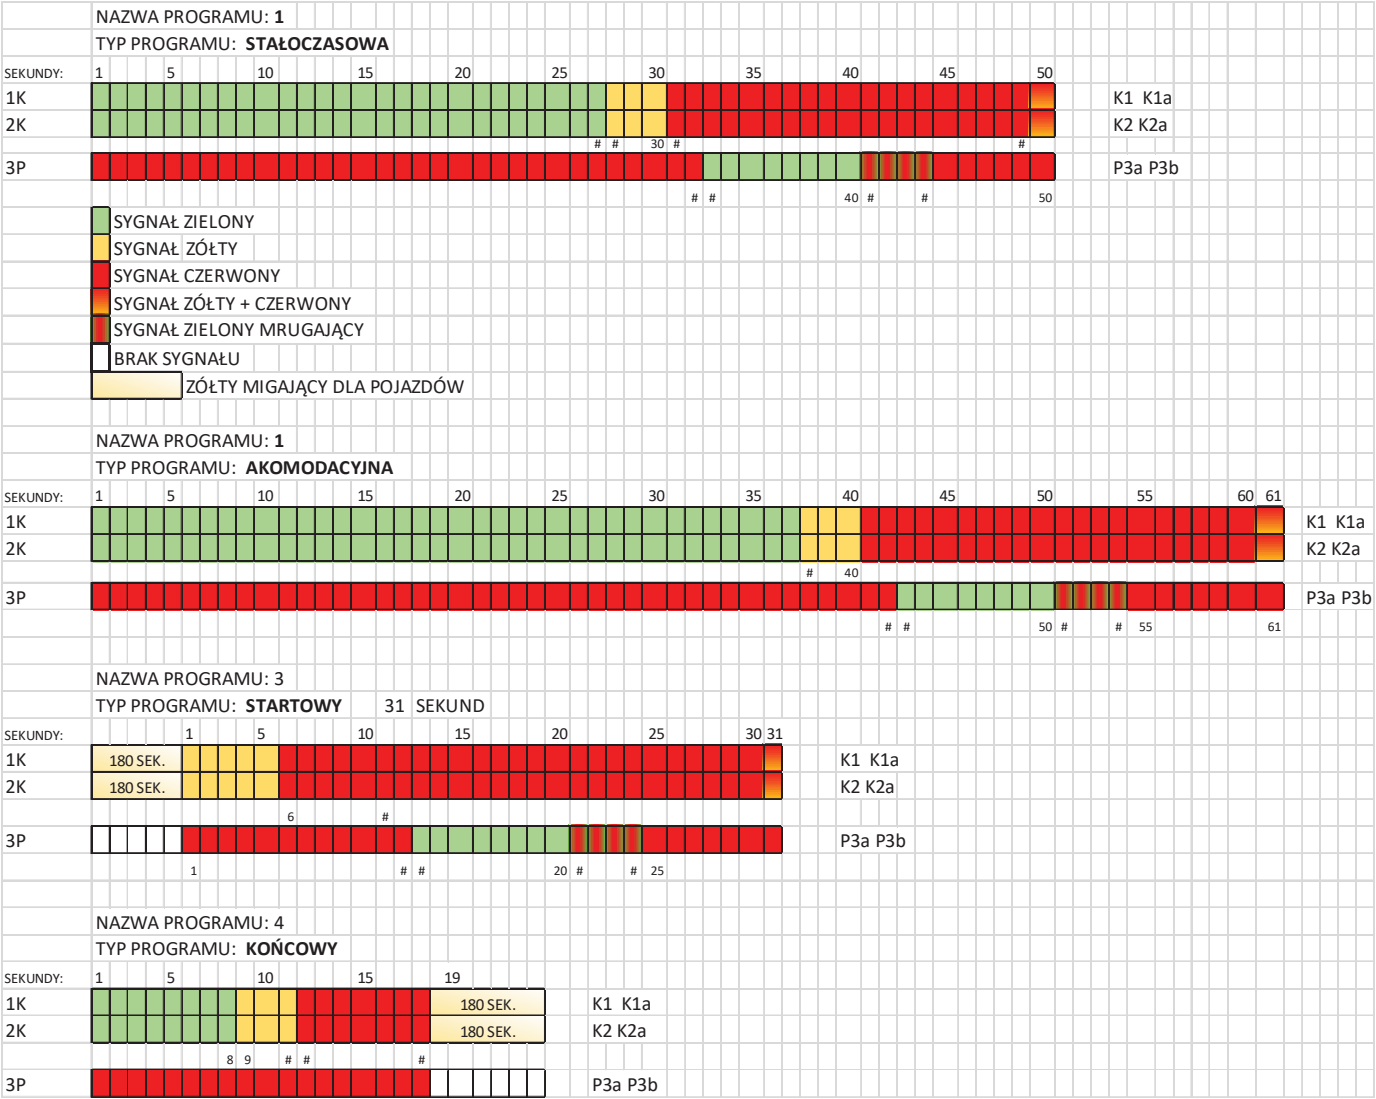 NAZWA PROGRAMU: 1
TYP PROGRAMU: STAŁOCZASOWA
SEKUNDY: 1 5 10 15 20 25 30 35 40 45 50
1K K1 K1a
2K K2 K2a
# # 30 # #
3P P3a P3b
# # 40 # # 50
SYGNAŁ ZIELONY
SYGNAŁ ZÓŁTY
SYGNAŁ CZERWONY
SYGNAŁ ZÓŁTY + CZERWONY
SYGNAŁ ZIELONY MRUGAJĄCY
BRAK SYGNAŁU
ZÓŁTY MIGAJĄCY DLA POJAZDÓW
NAZWA PROGRAMU: 1
TYP PROGRAMU: AKOMODACYJNA
SEKUNDY: 1 5 10 15 20 25 30 35 40 45 50 55 60 61
1K K1 K1a
2K K2 K2a
# 40
3P P3a P3b
# # 50 # # 55 61
NAZWA PROGRAMU: 3
TYP PROGRAMU: STARTOWY 31 SEKUND
SEKUNDY: 1 5 10 15 20 25 30 31
1K 180 SEK. K1 K1a
2K 180 SEK. K2 K2a
6 #
3P P3a P3b
1 # # 20 # # 25
NAZWA PROGRAMU: 4
TYP PROGRAMU: KOŃCOWY
SEKUNDY: 1 5 10 15 19
1K 180 SEK. K1 K1a
2K 180 SEK. K2 K2a
8 9 # # #
3P P3a P3b